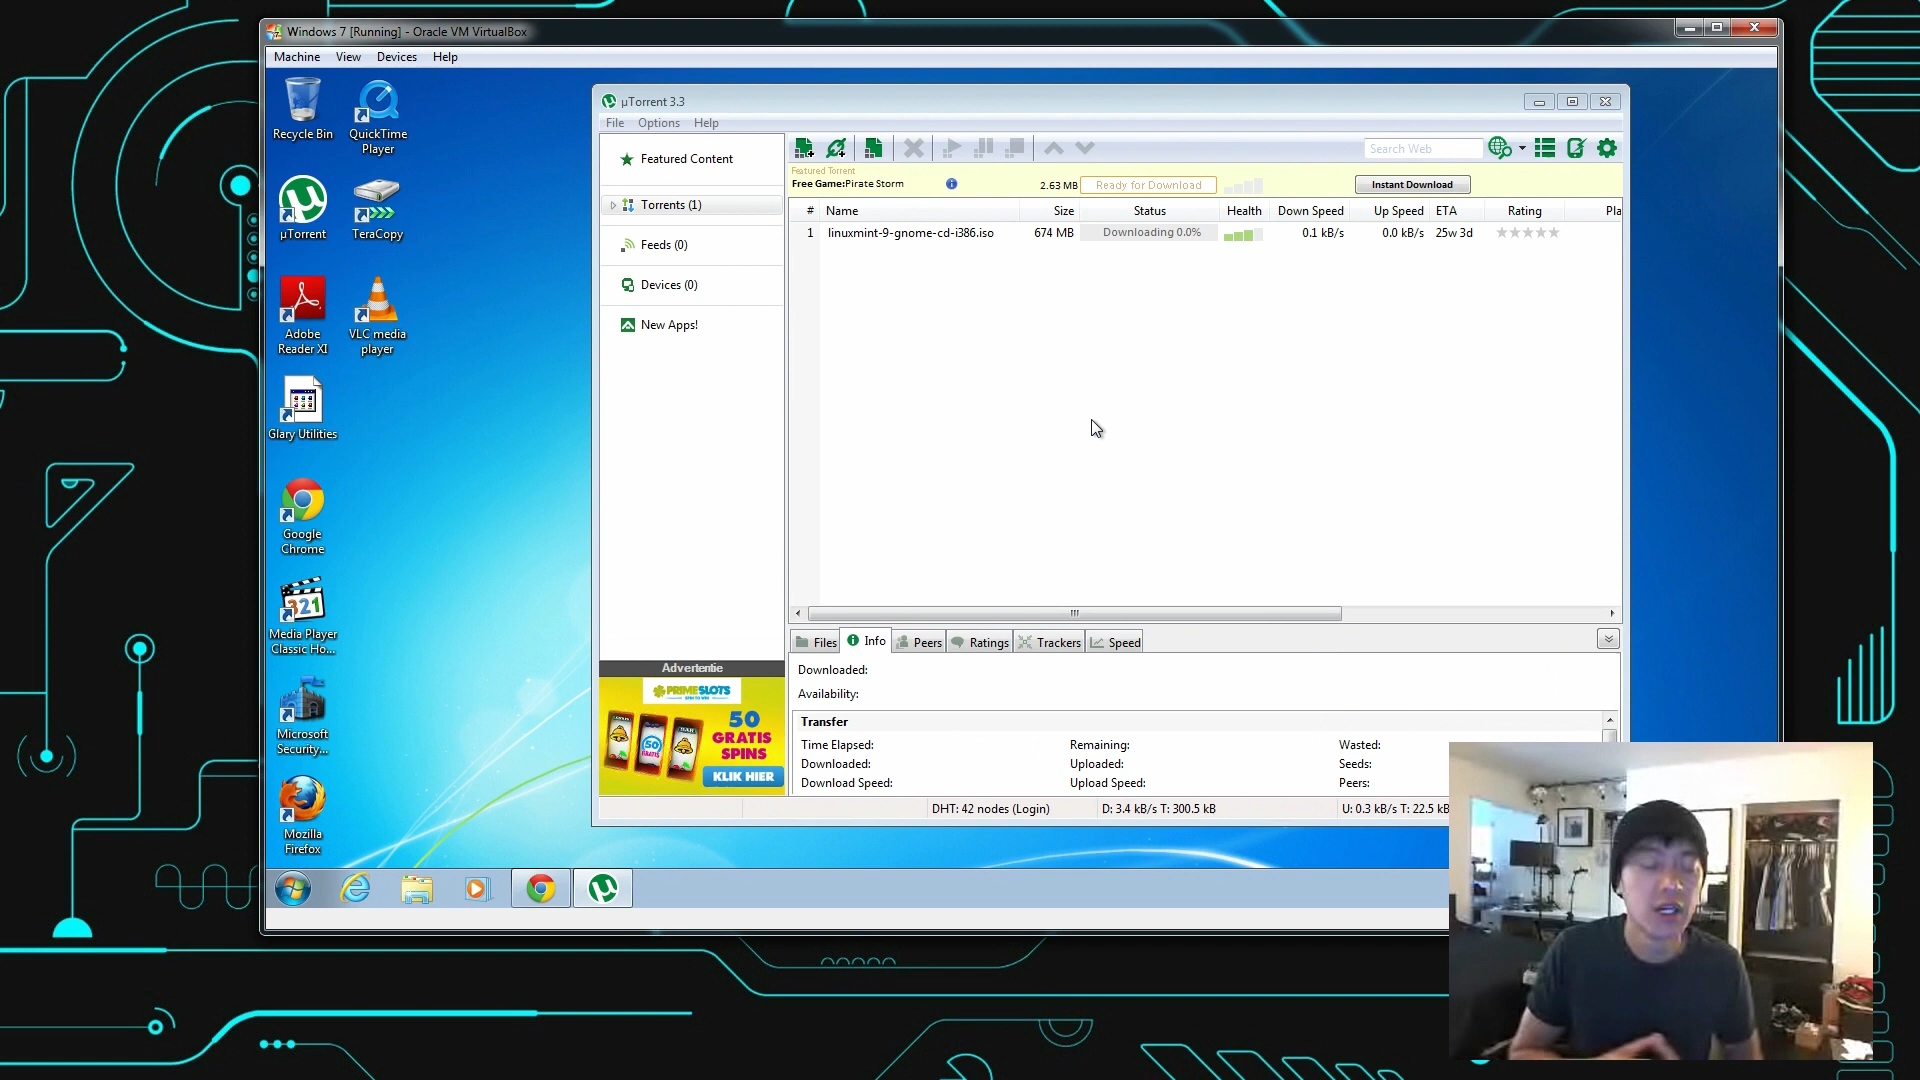 Windows 7 [Running] - Oracle VM VirtualBox
Machine View Devices Help
Recycle Bin
QuickTime
Player
µTorrent
TeraCopy
Adobe
Reader XI
VLC media
player
Glary Utilities
Google
Chrome
321
Media Player
Classic Ho...
Microsoft
Security...
Mozilla
Firefox
µTorrent 3.3
File Options Help
Featured Content
Torrents (1)
Feeds (0)
Devices (0)
New Apps!
Search Web
Featured Torrent
Free Game:Pirate Storm 2.63 MB Ready for Download Instant Download
# Name Size Status Health Down Speed Up Speed ETA Rating Pla
1 linuxmint-9-gnome-cd-i386.iso 674 MB Downloading 0.0% 0.1 kB/s 0.0 kB/s 25w 3d
Files Info Peers Ratings Trackers Speed
Downloaded:
Availability:
Transfer
Time Elapsed: Remaining: Wasted:
Downloaded: Uploaded: Seeds:
Download Speed: Upload Speed: Peers:
Advertentie
PRIMESLOTS
50
GRATIS
SPINS
KLIK HIER
DHT: 42 nodes (Login) D: 3.4 kB/s T: 300.5 kB U: 0.3 kB/s T: 22.5 kB